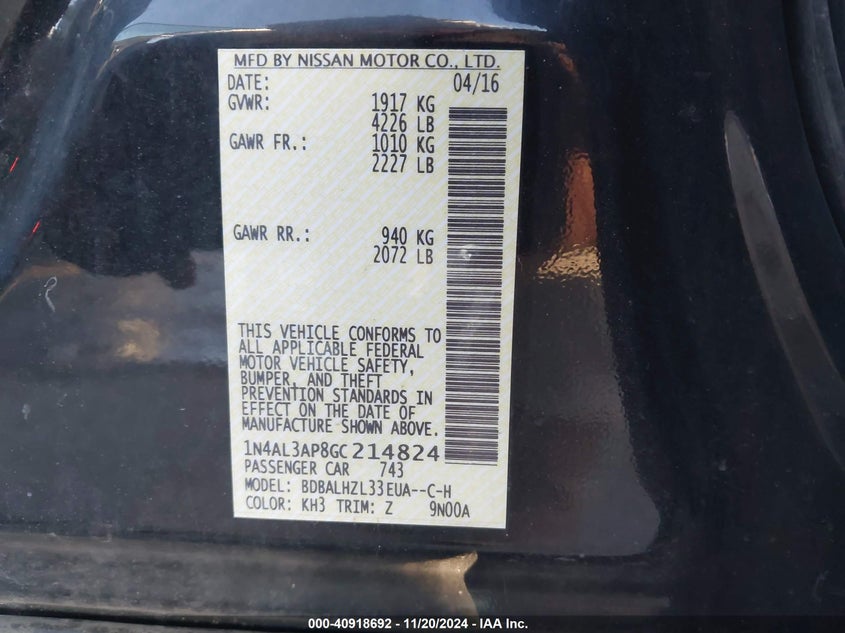 MFD BY NISSAN MOTOR CO., LTD.
DATE: 04/16
GVWR: 1917 KG
4226 LB
GAWR FR.: 1010 KG
2227 LB
GAWR RR.: 940 KG
2072 LB
THIS VEHICLE CONFORMS TO
ALL APPLICABLE FEDERAL
MOTOR VEHICLE SAFETY,
BUMPER, AND THEFT
PREVENTION STANDARDS IN
EFFECT ON THE DATE OF
MANUFACTURE SHOWN ABOVE.
1N4AL3AP8GC214824
PASSENGER CAR 743
MODEL: BDBALHZL33EUA--C-H
COLOR: KH3 TRIM: Z 9N00A
000-40918692 - 11/20/2024 - IAA Inc.